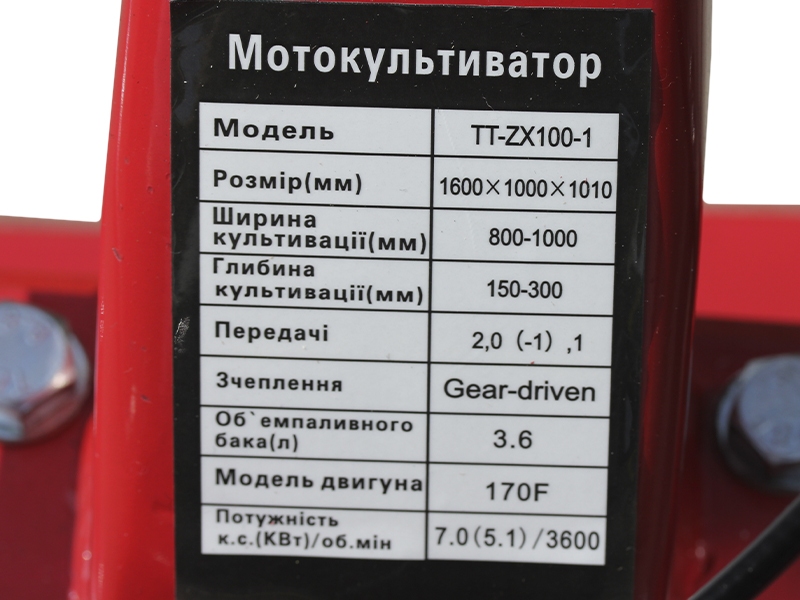 Мотокультиватор
Модель TT-ZX100-1
Розмір(мм) 1600×1000×1010
Ширина
культивації(мм) 800-1000
Глибина
культивації(мм) 150-300
Передачі 2,0 (-1) ,1
Зчеплення Gear-driven
Об`емпаливного
бака(л) 3.6
Модель двигуна 170F
Потужність
к.с.(КВт)/об.мін 7.0(5.1)/3600